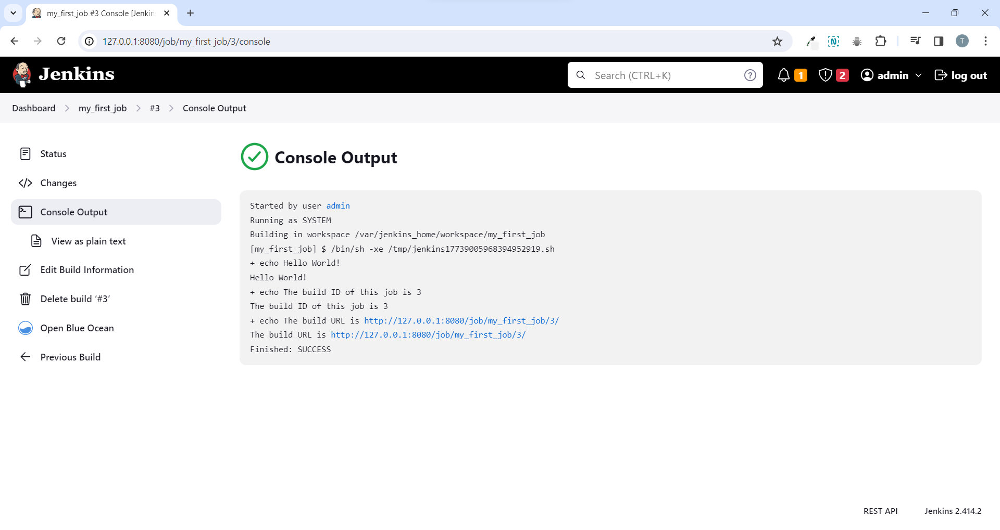 my_first_job #3 Console [Jenkin
127.0.0.1:8080/job/my_first_job/3/console
T
Jenkins
Search (CTRL+K)
?
1
2
admin
log out
Dashboard
my_first_job
#3
Console Output
Status
Changes
Console Output
View as plain text
Edit Build Information
Delete build ‘#3’
Open Blue Ocean
Previous Build
Console Output
Started by user admin
Running as SYSTEM
Building in workspace /var/jenkins_home/workspace/my_first_job
[my_first_job] $ /bin/sh -xe /tmp/jenkins17739005968394952919.sh
+ echo Hello World!
Hello World!
+ echo The build ID of this job is 3
The build ID of this job is 3
+ echo The build URL is http://127.0.0.1:8080/job/my_first_job/3/
The build URL is http://127.0.0.1:8080/job/my_first_job/3/
Finished: SUCCESS
REST API
Jenkins 2.414.2